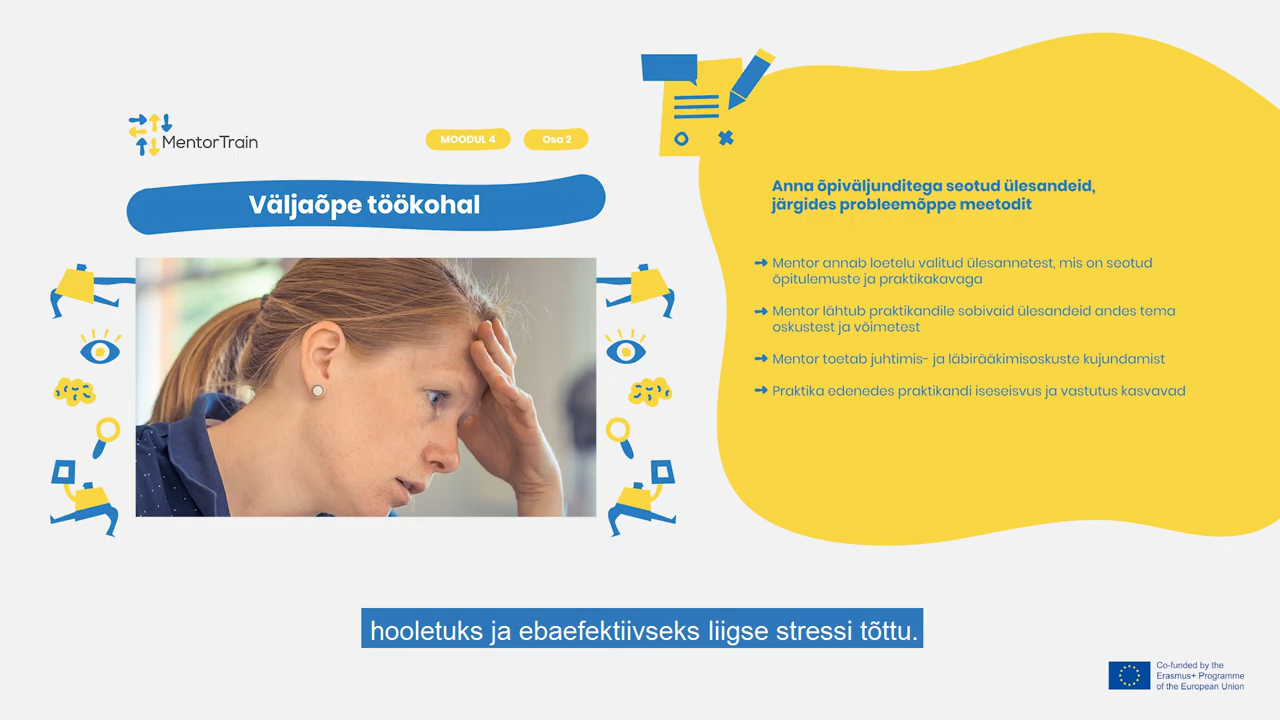 MentorTrain
MOODUL 4
Osa 2
Väljaõpe töökohal
Anna õpiväljunditega seotud ülesandeid,
järgides probleemõppe meetodit
Mentor annab loetelu valitud ülesannetest, mis on seotud
õpitulemuste ja praktikakavaga
Mentor lähtub praktikandile sobivaid ülesandeid andes tema
oskustest ja võimetest
Mentor toetab juhtimis- ja läbirääkimisoskuste kujundamist
Praktika edenedes praktikandi iseseisvus ja vastutus kasvavad
hooletuks ja ebaefektiivseks liigse stressi tõttu.
Co-funded by the
Erasmus+ Programme
of the European Union